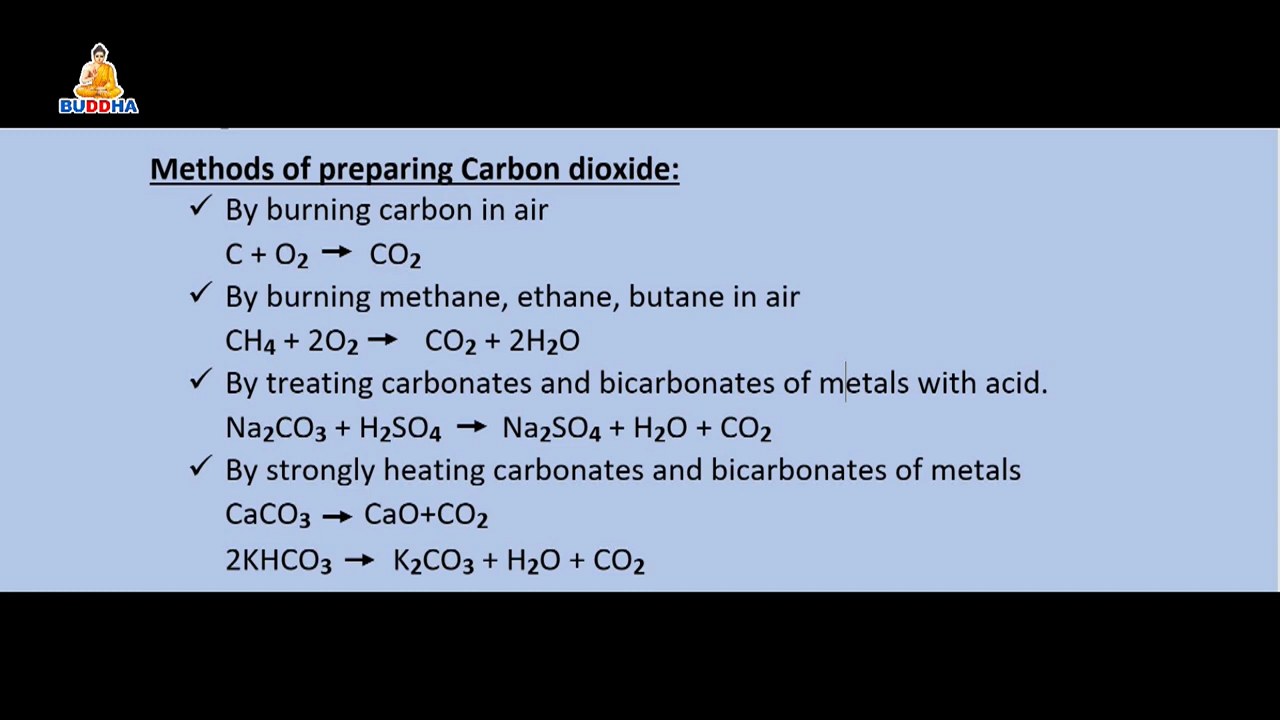 BUDDHA
Methods of preparing Carbon dioxide:
✓ By burning carbon in air
C + O₂ → CO₂
✓ By burning methane, ethane, butane in air
CH₄ + 2O₂ → CO₂ + 2H₂O
✓ By treating carbonates and bicarbonates of metals with acid.
Na₂CO₃ + H₂SO₄ → Na₂SO₄ + H₂O + CO₂
✓ By strongly heating carbonates and bicarbonates of metals
CaCO₃ → CaO+CO₂
2KHCO₃ → K₂CO₃ + H₂O + CO₂